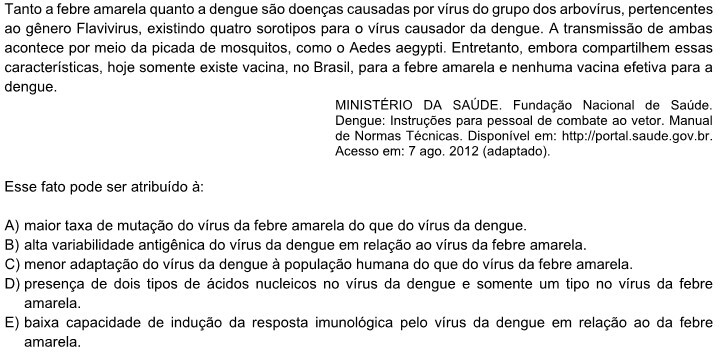 Tanto a febre amarela quanto a dengue são doenças causadas por vírus do grupo dos arbovírus, pertencentes
ao gênero Flavivirus, existindo quatro sorotipos para o vírus causador da dengue. A transmissão de ambas
acontece por meio da picada de mosquitos, como o Aedes aegypti. Entretanto, embora compartilhem essas
características, hoje somente existe vacina, no Brasil, para a febre amarela e nenhuma vacina efetiva para a
dengue.
MINISTÉRIO DA SAÚDE. Fundação Nacional de Saúde.
Dengue: Instruções para pessoal de combate ao vetor. Manual
de Normas Técnicas. Disponível em: http://portal.saude.gov.br.
Acesso em: 7 ago. 2012 (adaptado).
Esse fato pode ser atribuído à:
A) maior taxa de mutação do vírus da febre amarela do que do vírus da dengue.
B) alta variabilidade antigênica do vírus da dengue em relação ao vírus da febre amarela.
C) menor adaptação do vírus da dengue à população humana do que do vírus da febre amarela.
D) presença de dois tipos de ácidos nucleicos no vírus da dengue e somente um tipo no vírus da febre
amarela.
E) baixa capacidade de indução da resposta imunológica pelo vírus da dengue em relação ao da febre
amarela.